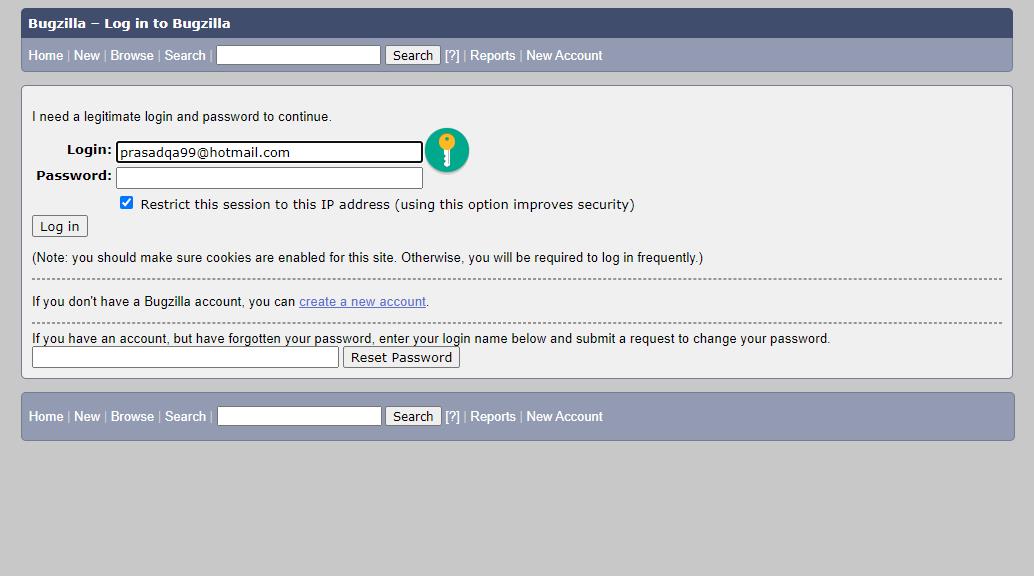 Bugzilla – Log in to Bugzilla
Home | New | Browse | Search | Search [?] | Reports | New Account
I need a legitimate login and password to continue.
Login: prasadqa99@hotmail.com
Password:
Restrict this session to this IP address (using this option improves security)
Log in
(Note: you should make sure cookies are enabled for this site. Otherwise, you will be required to log in frequently.)
If you don't have a Bugzilla account, you can create a new account.
If you have an account, but have forgotten your password, enter your login name below and submit a request to change your password.
Reset Password
Home | New | Browse | Search | Search [?] | Reports | New Account